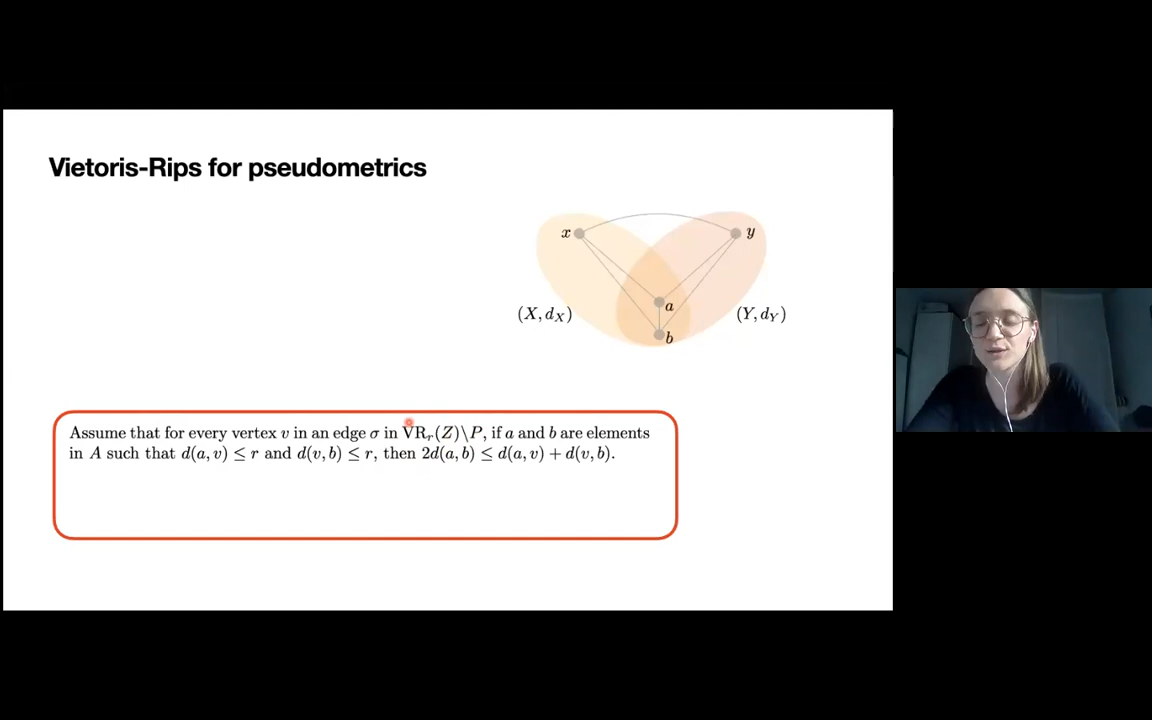 Vietoris-Rips for pseudometrics
x
y
a
(X, d_X)
(Y, d_Y)
b
Assume that for every vertex v in an edge σ in VR_r(Z)\P, if a and b are elements
in A such that d(a, v) ≤ r and d(v, b) ≤ r, then 2d(a, b) ≤ d(a, v) + d(v, b).